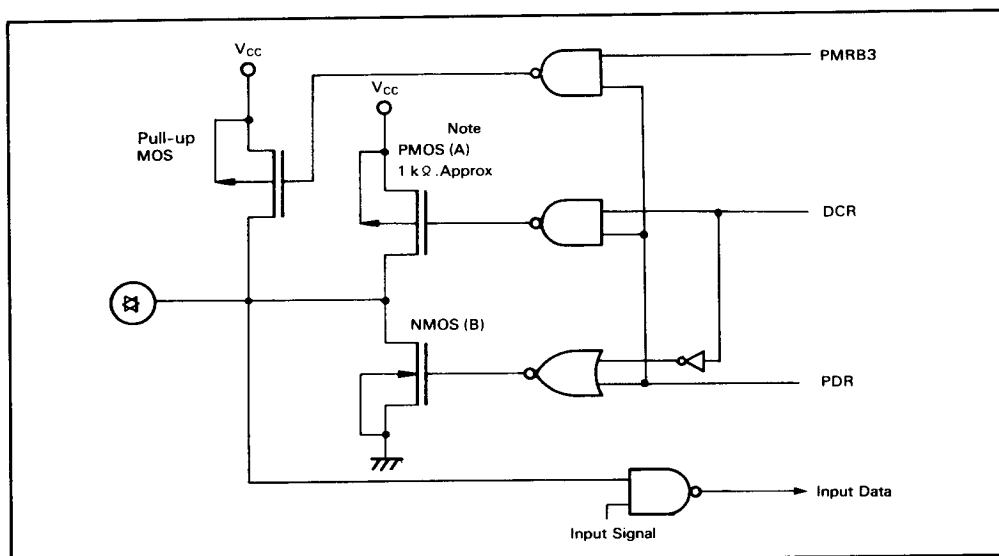 VCC
PMRB3
VCC
Pull-up
MOS
Note
PMOS (A)
1 kΩ .Approx
DCR
NMOS (B)
PDR
Input Data
Input Signal